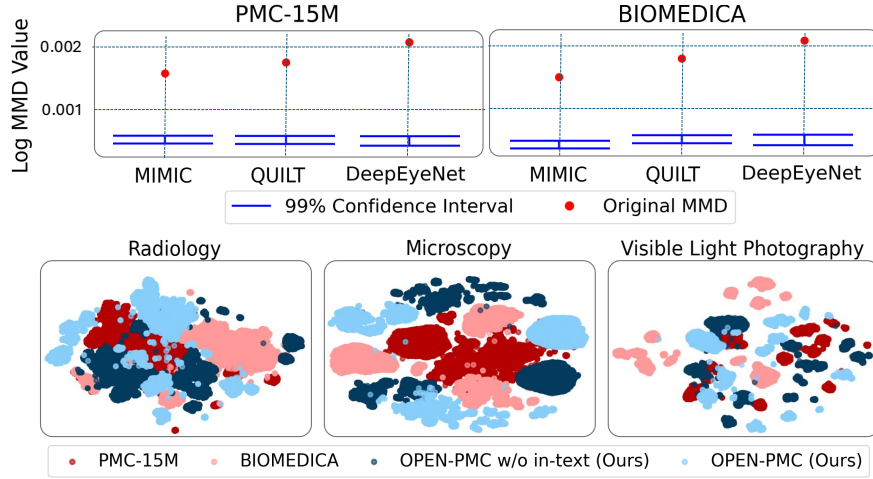 PMC-15M BIOMEDICA
Log MMD Value
0.002
0.001
MIMIC QUILT DeepEyeNet MIMIC QUILT DeepEyeNet
99% Confidence Interval Original MMD
Radiology Microscopy Visible Light Photography
PMC-15M BIOMEDICA OPEN-PMC w/o in-text (Ours) OPEN-PMC (Ours)